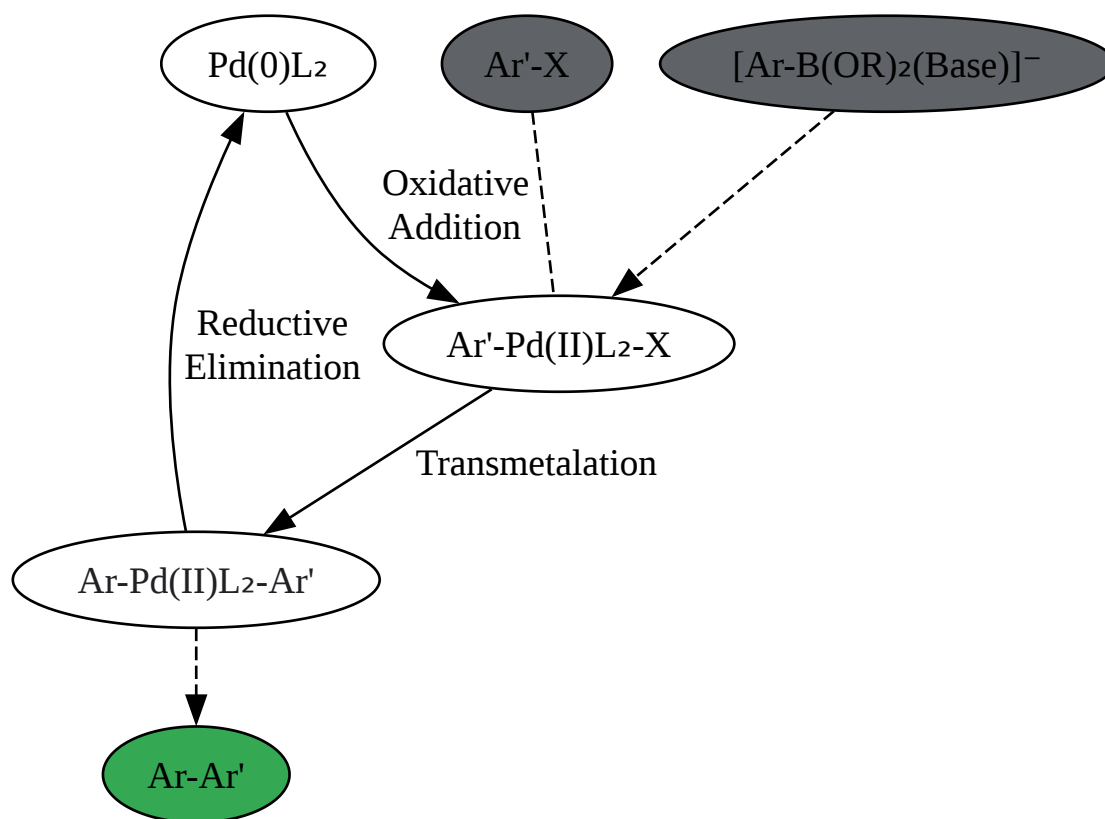 Pd(0)L₂
Ar'-X
[Ar-B(OR)₂(Base)]⁻
Oxidative
Addition
Reductive
Elimination
Ar'-Pd(II)L₂-X
Transmetalation
Ar-Pd(II)L₂-Ar'
Ar-Ar'